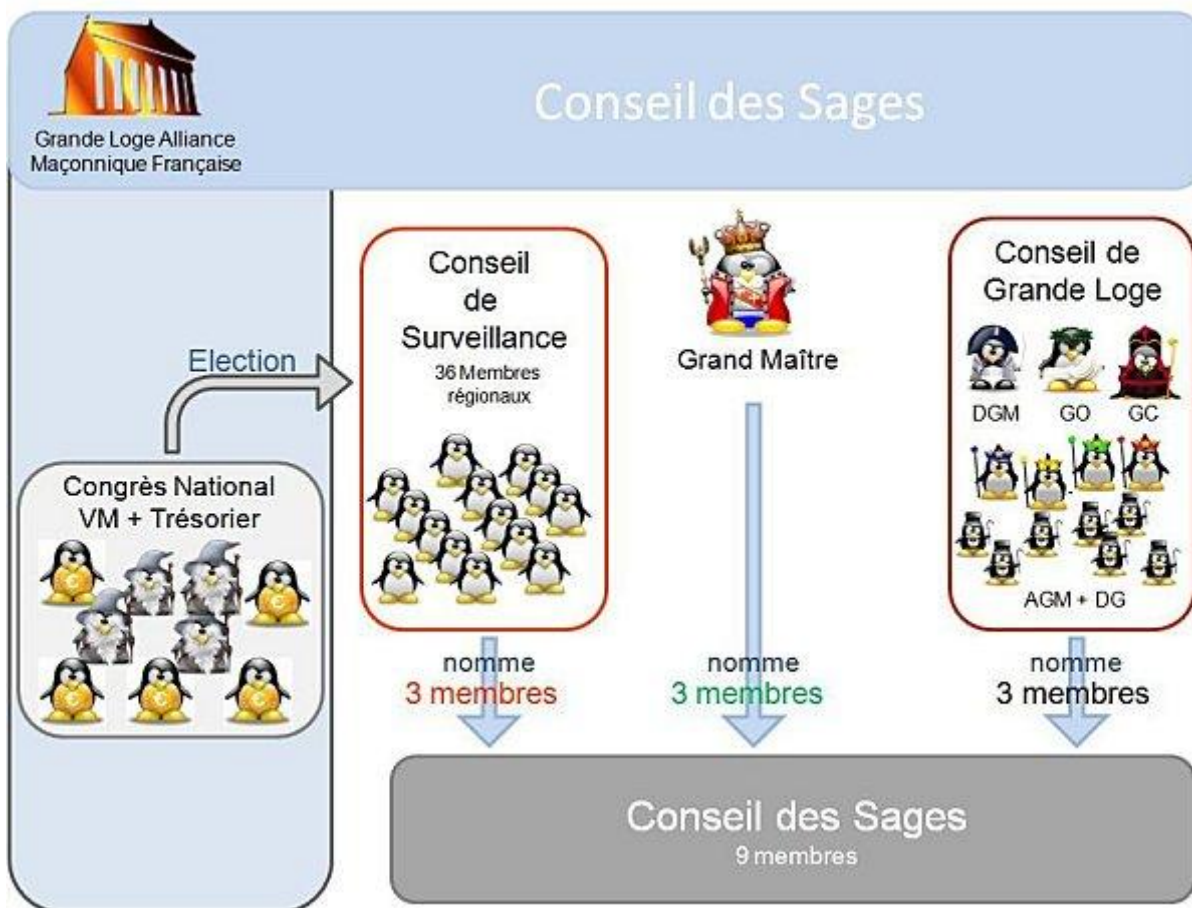 Grande Loge Alliance
Maçonnique Française
Conseil des Sages
Election
Congrès National
VM + Trésorier
Conseil
de
Surveillance
36 Membres
régionaux
nomme
3 membres
Grand Maître
nomme
3 membres
Conseil de
Grande Loge
DGM GO GC
AGM + DG
nomme
3 membres
Conseil des Sages
9 membres